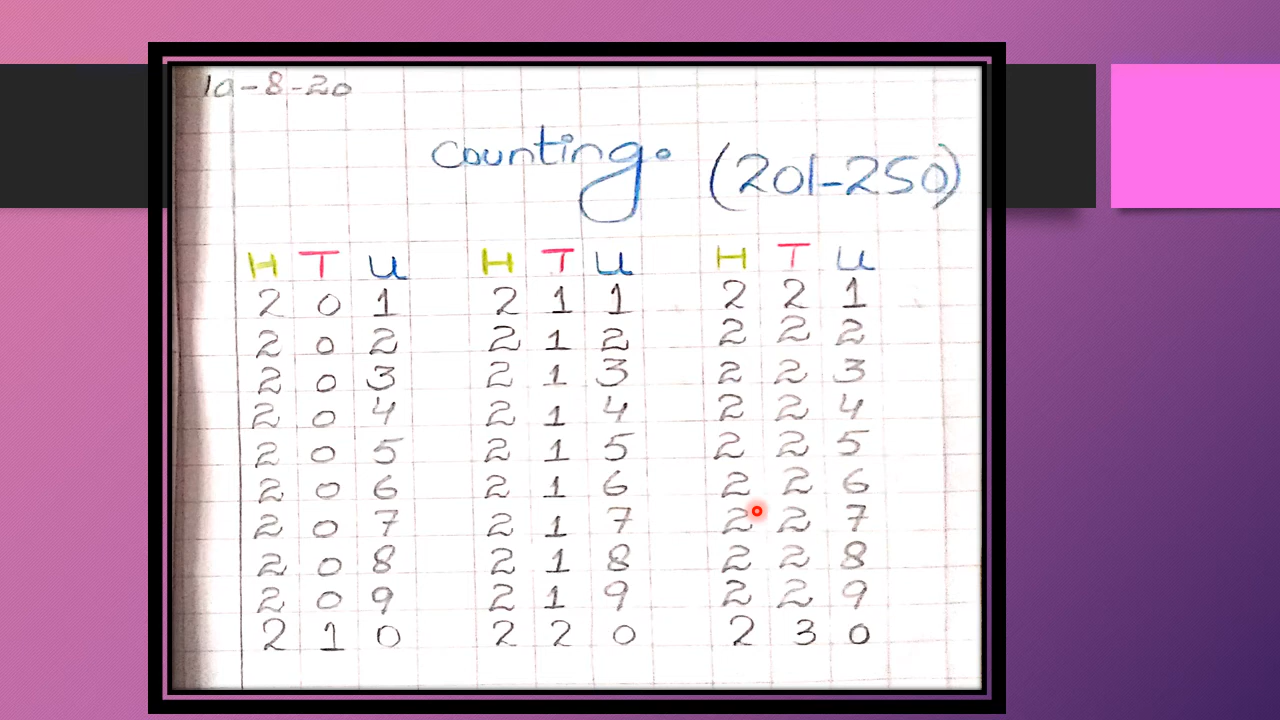 10-8-20
counting. (201-250)
H T U H T U H T U
2 0 1 2 1 1 2 2 1
2 0 2 2 1 2 2 2 2
2 0 3 2 1 3 2 2 3
2 0 4 2 1 4 2 2 4
2 0 5 2 1 5 2 2 5
2 0 6 2 1 6 2 2 6
2 0 7 2 1 7 2 2 7
2 0 8 2 1 8 2 2 8
2 0 9 2 1 9 2 2 9
2 1 0 2 2 0 2 3 0